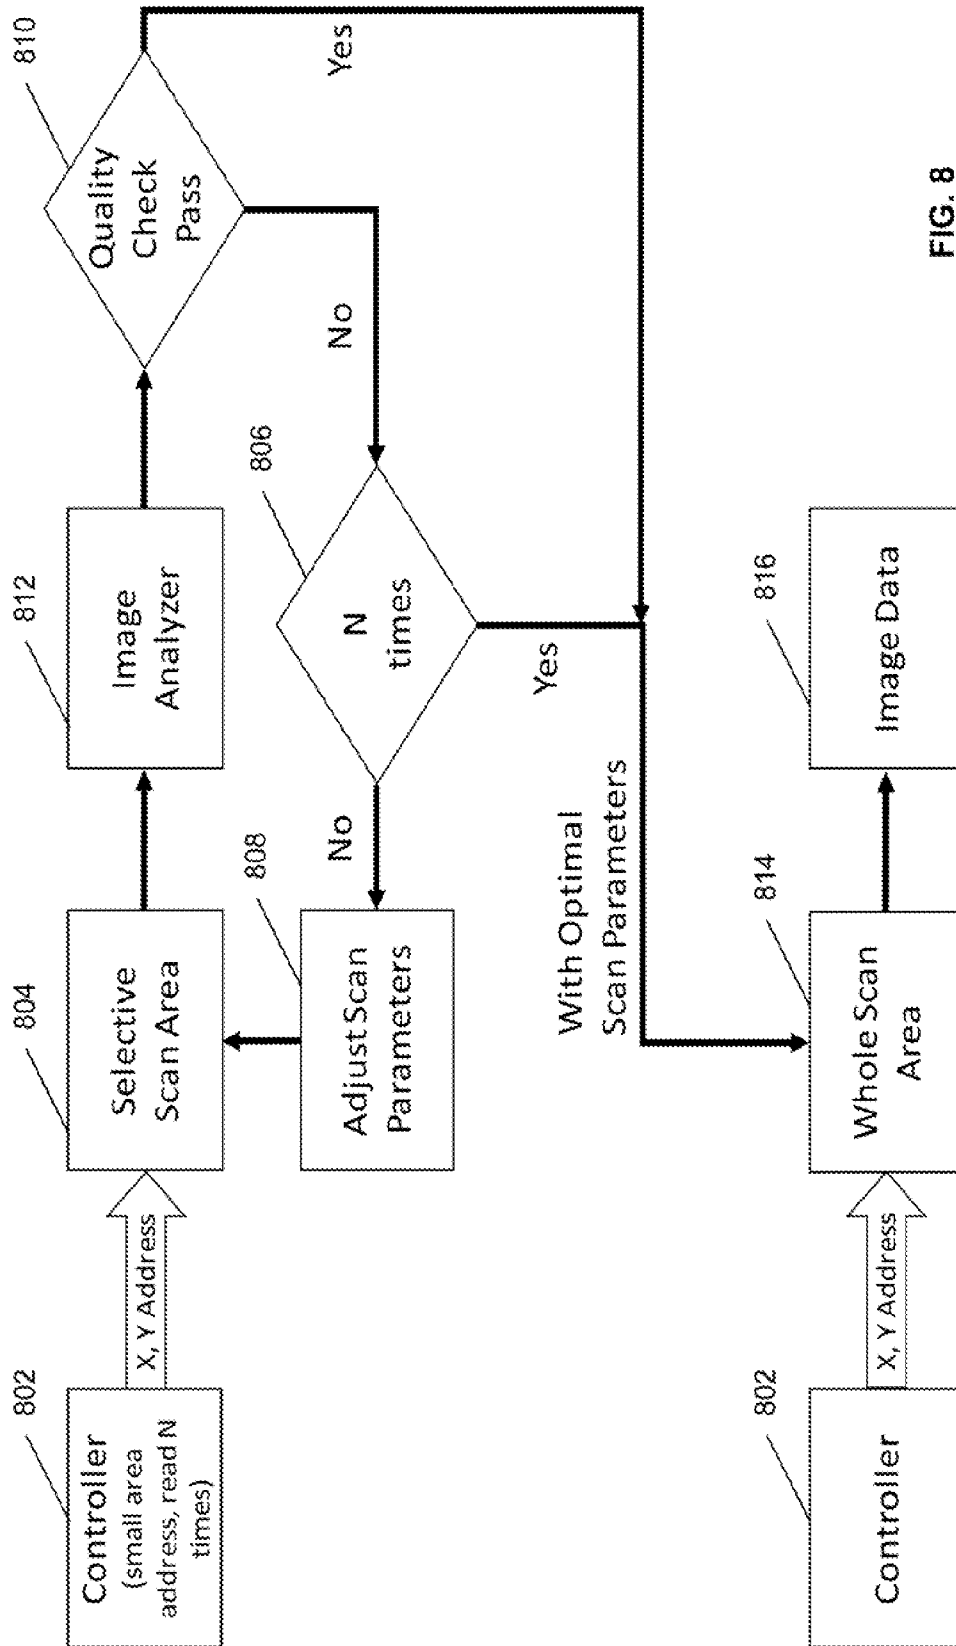 802
Controller
(small area
address, read N
times)
X, Y Address
804
Selective
Scan Area
812
Image
Analyzer
810
Quality
Check
Pass
Yes
No
806
N
times
No
Yes
808
Adjust Scan
Parameters
With Optimal
Scan Parameters
802
Controller
X, Y Address
814
Whole Scan
Area
816
Image Data
FIG. 8